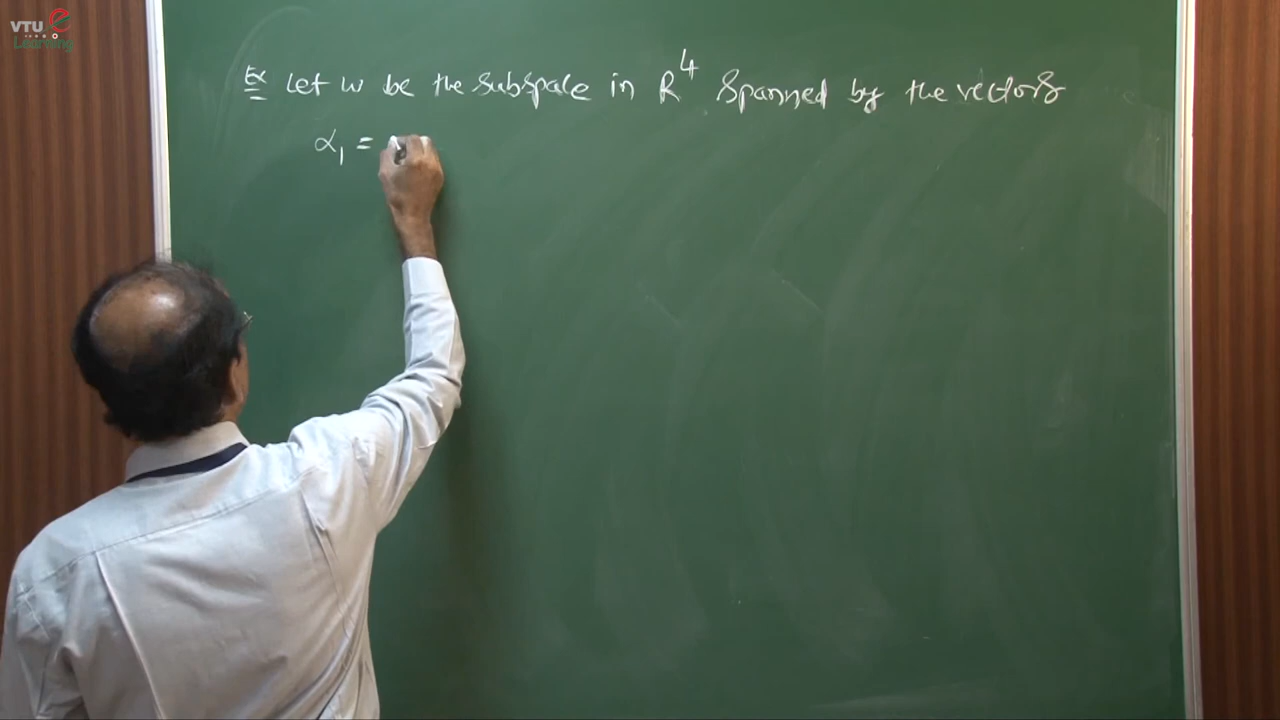 VTU e
Learning
Ex Let W be the subspace in R⁴ spanned by the vectors
α₁ =